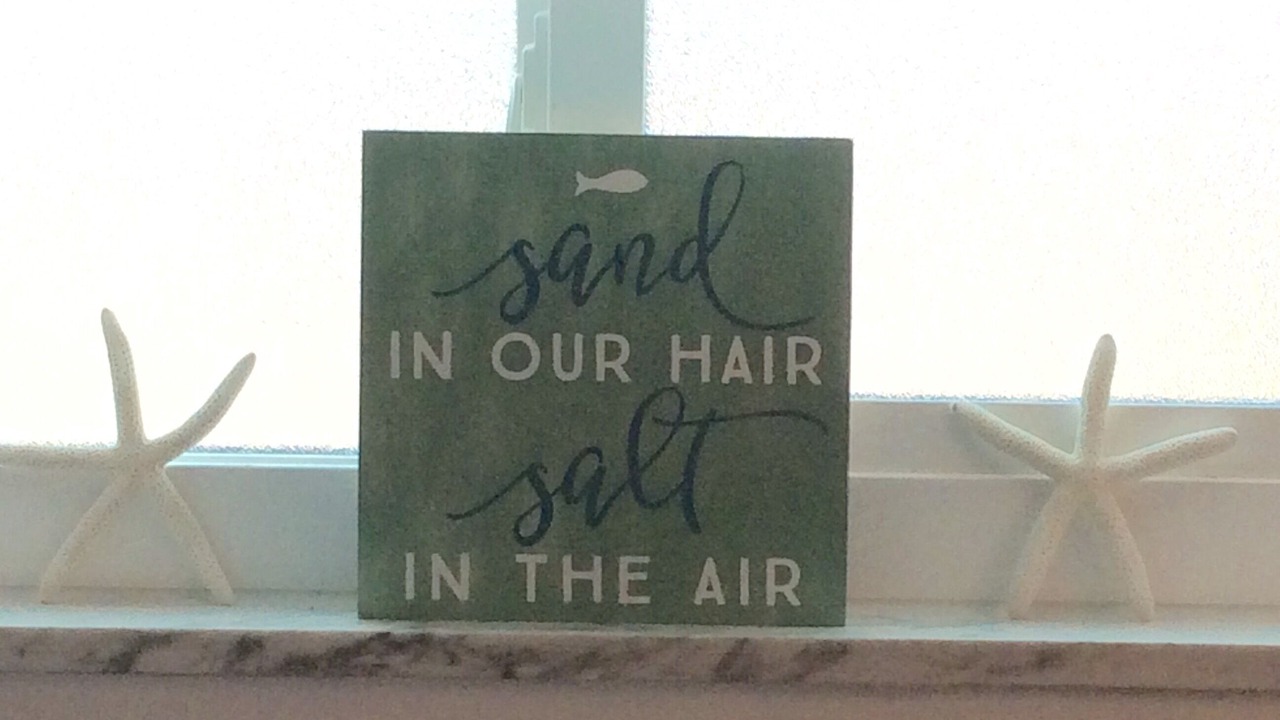 sand
IN OUR HAIR
salt
IN THE AIR